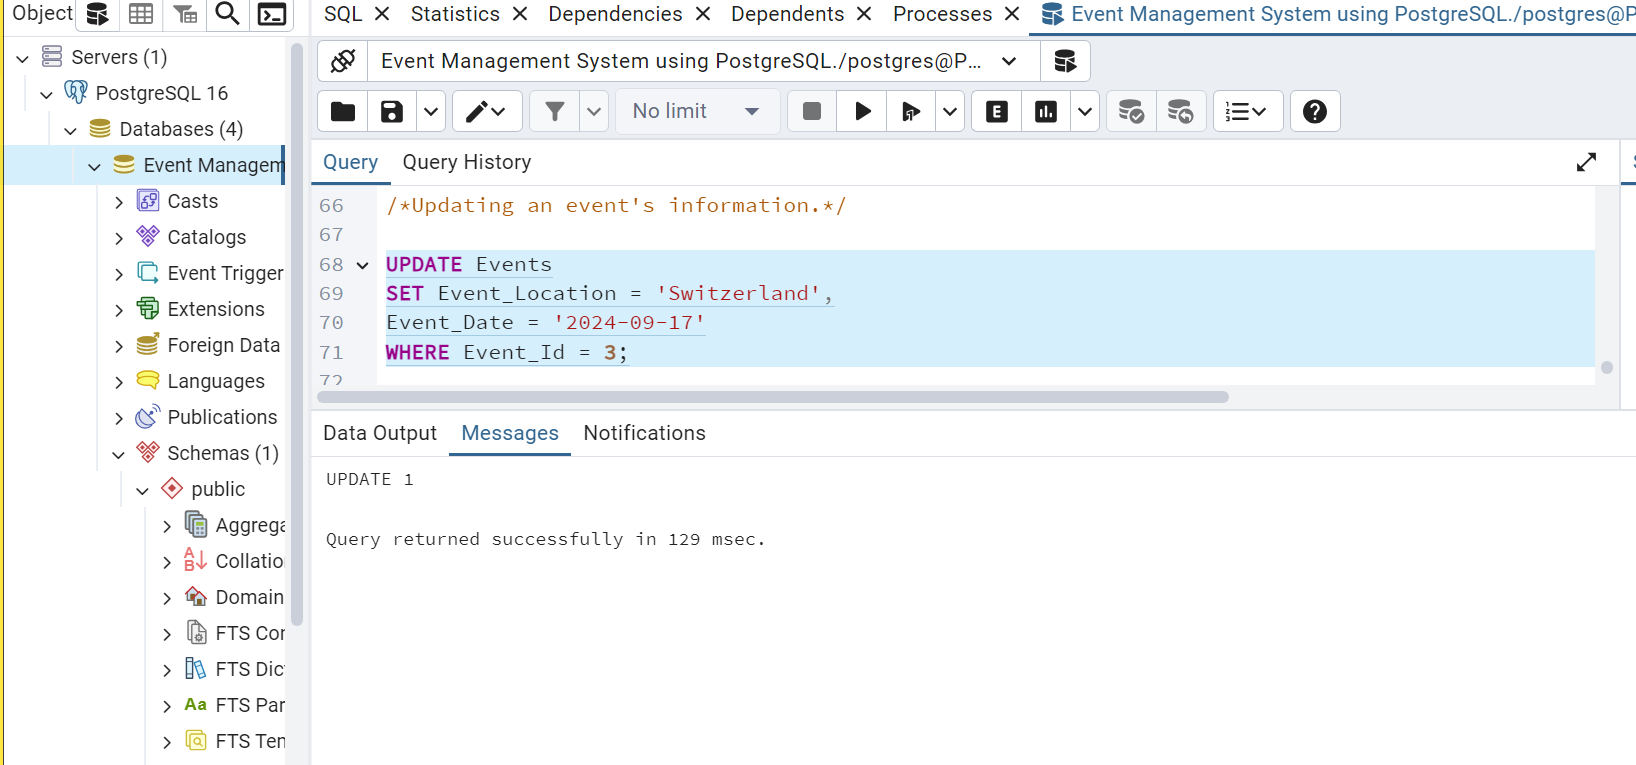 Object
SQL
Statistics
Dependencies
Dependents
Processes
Event Management System using PostgreSQL./postgres@P
Servers (1)
PostgreSQL 16
Databases (4)
Event Managem
Casts
Catalogs
Event Trigger
Extensions
Foreign Data
Languages
Publications
Schemas (1)
public
Aggrega
Collatio
Domain
FTS Cor
FTS Dic
Aa FTS Par
FTS Ten
Event Management System using PostgreSQL./postgres@P...
No limit
E
Query
Query History
66 /*Updating an event's information.*/
67
68 UPDATE Events
69 SET Event_Location = 'Switzerland',
70 Event_Date = '2024-09-17'
71 WHERE Event_Id = 3;
72
Data Output
Messages
Notifications
UPDATE 1
Query returned successfully in 129 msec.